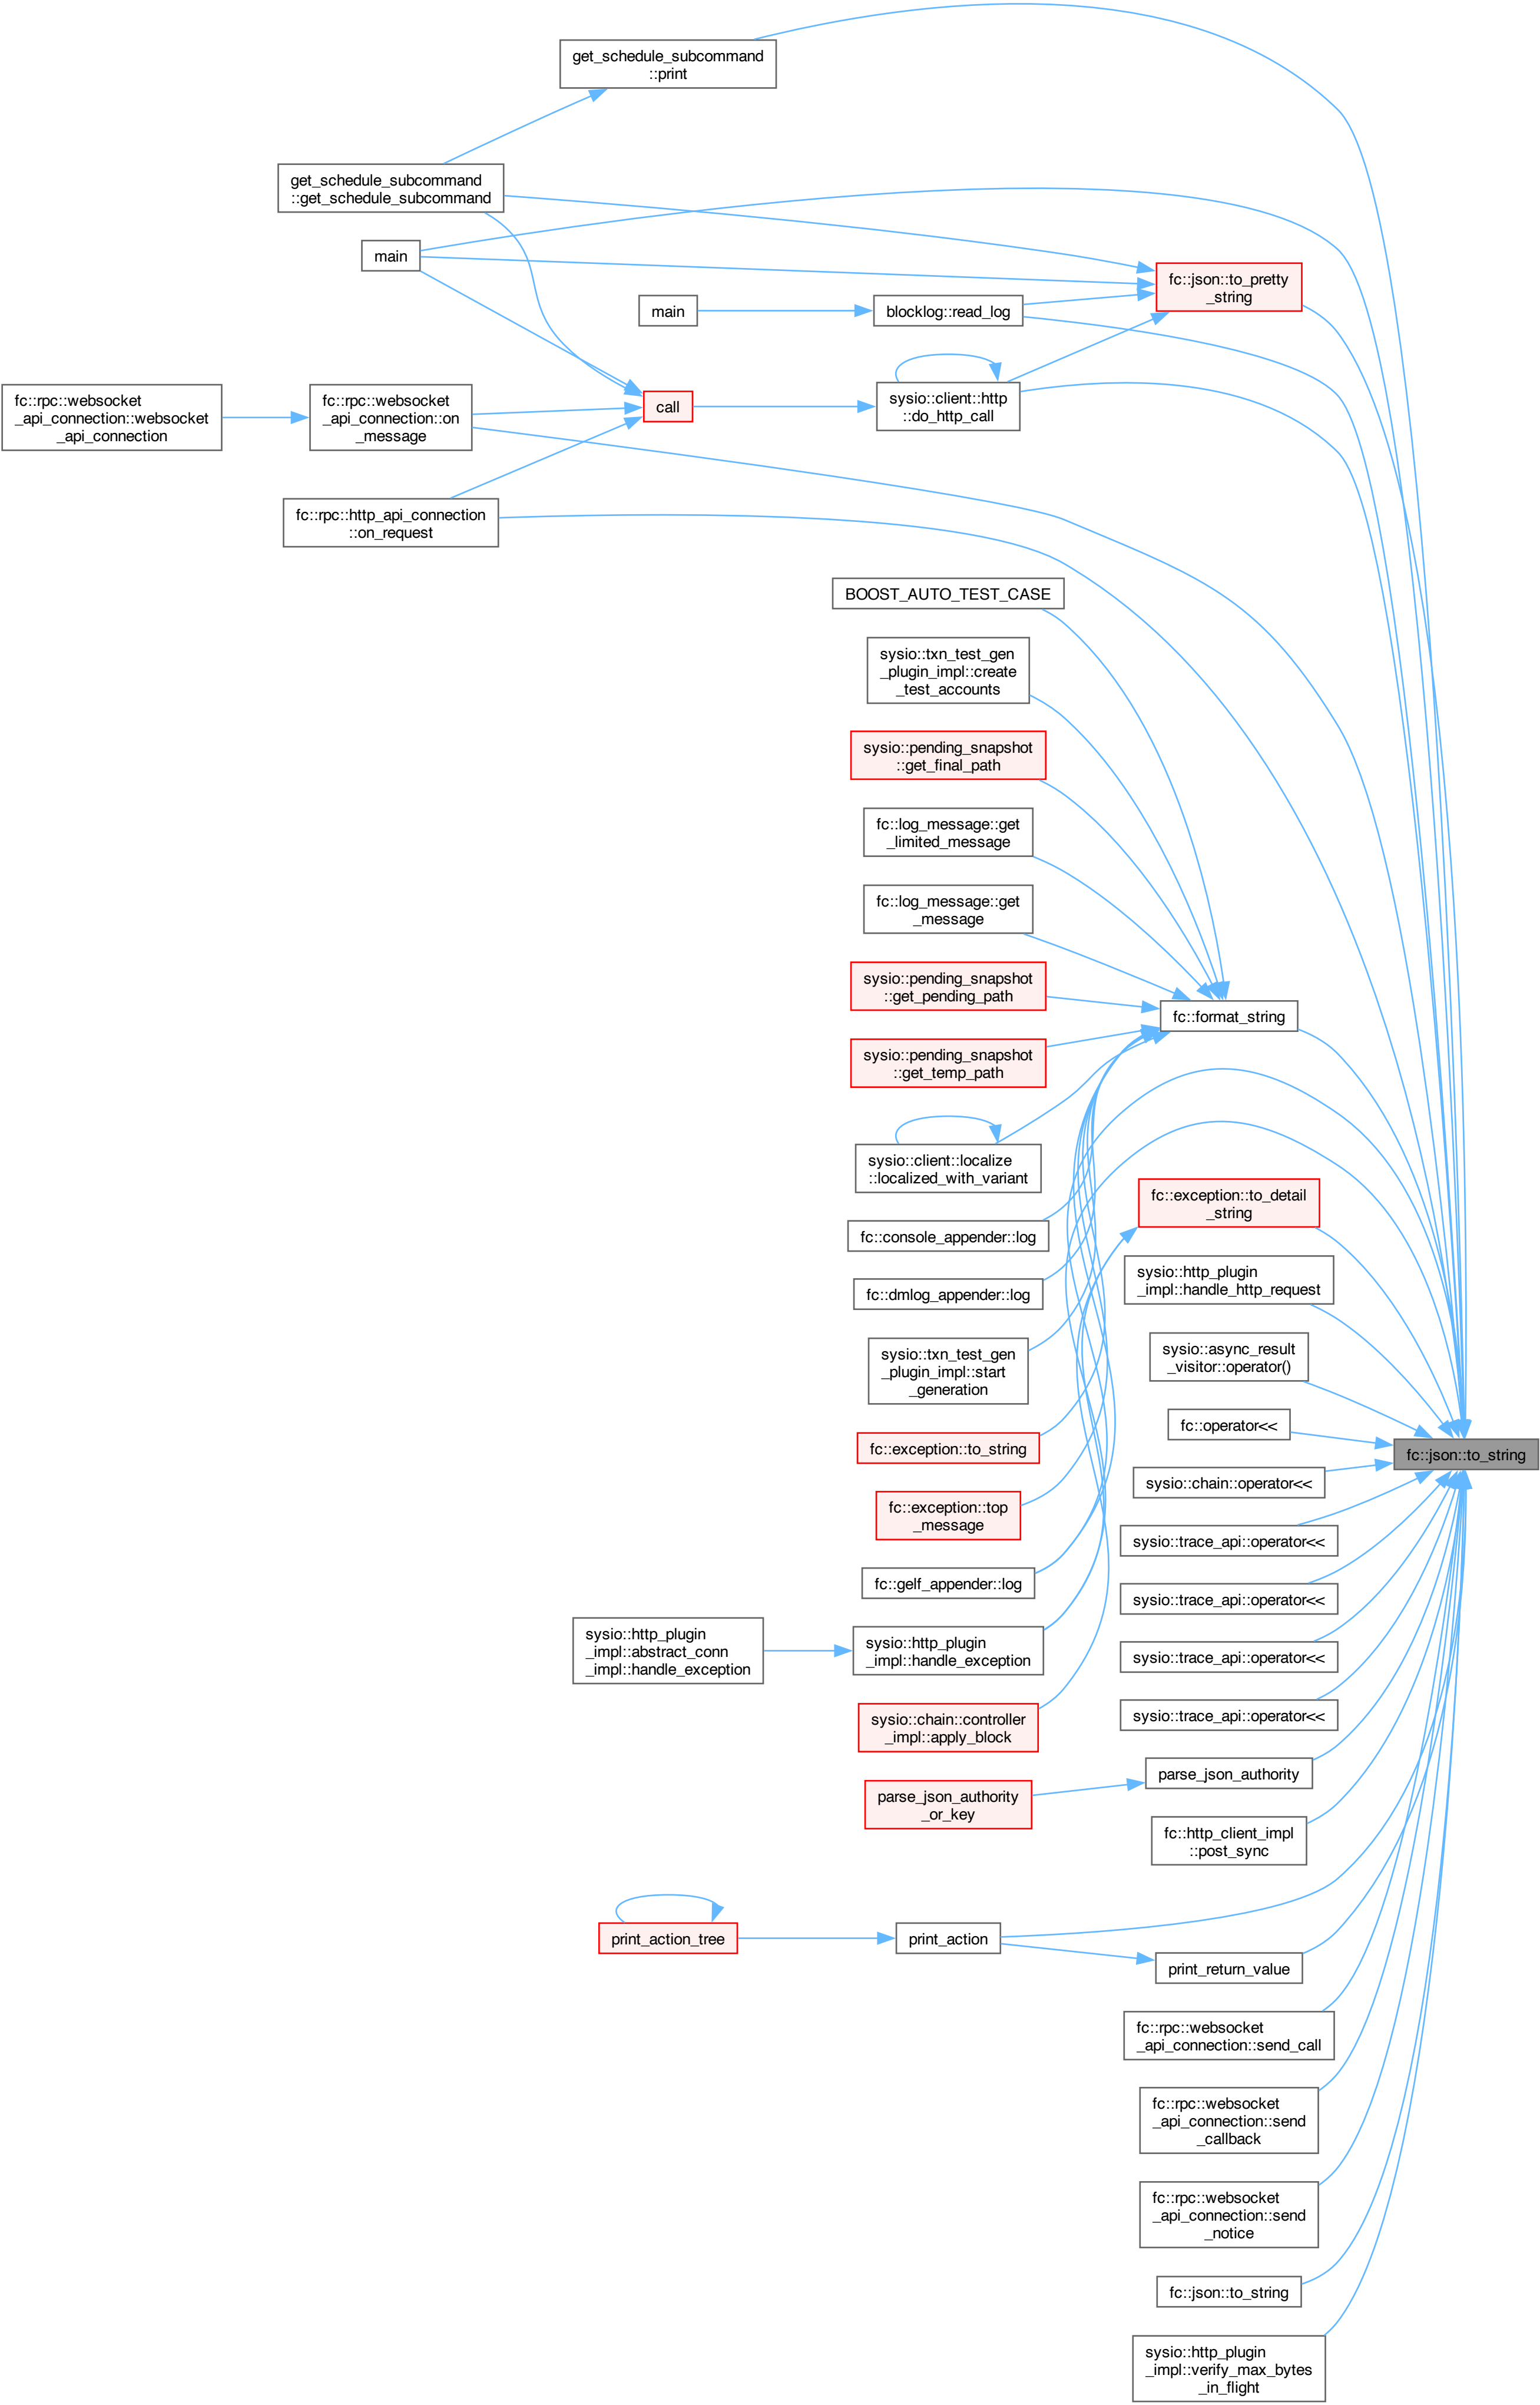 get_schedule_subcommand
::print
get_schedule_subcommand
::get_schedule_subcommand
main
fc::json::to_pretty
_string
main
blocklog::read_log
fc::rpc::websocket
_api_connection::websocket
_api_connection
fc::rpc::websocket
_api_connection::on
_message
call
sysio::client::http
::do_http_call
fc::rpc::http_api_connection
::on_request
BOOST_AUTO_TEST_CASE
sysio::txn_test_gen
_plugin_impl::create
_test_accounts
sysio::pending_snapshot
::get_final_path
fc::log_message::get
_limited_message
fc::log_message::get
_message
sysio::pending_snapshot
::get_pending_path
fc::format_string
sysio::pending_snapshot
::get_temp_path
sysio::client::localize
::localized_with_variant
fc::exception::to_detail
_string
fc::console_appender::log
sysio::http_plugin
_impl::handle_http_request
fc::dmlog_appender::log
sysio::txn_test_gen
_plugin_impl::start
_generation
sysio::async_result
_visitor::operator()
fc::operator<<
fc::exception::to_string
fc::json::to_string
sysio::chain::operator<<
fc::exception::top
_message
sysio::trace_api::operator<<
fc::gelf_appender::log
sysio::trace_api::operator<<
sysio::http_plugin
_impl::abstract_conn
_impl::handle_exception
sysio::http_plugin
_impl::handle_exception
sysio::trace_api::operator<<
sysio::chain::controller
_impl::apply_block
sysio::trace_api::operator<<
parse_json_authority
parse_json_authority
_or_key
fc::http_client_impl
::post_sync
print_action_tree
print_action
print_return_value
fc::rpc::websocket
_api_connection::send_call
fc::rpc::websocket
_api_connection::send
_callback
fc::rpc::websocket
_api_connection::send
_notice
fc::json::to_string
sysio::http_plugin
_impl::verify_max_bytes
_in_flight